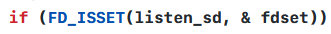 if (FD_ISSET(listen_sd, & fdset))